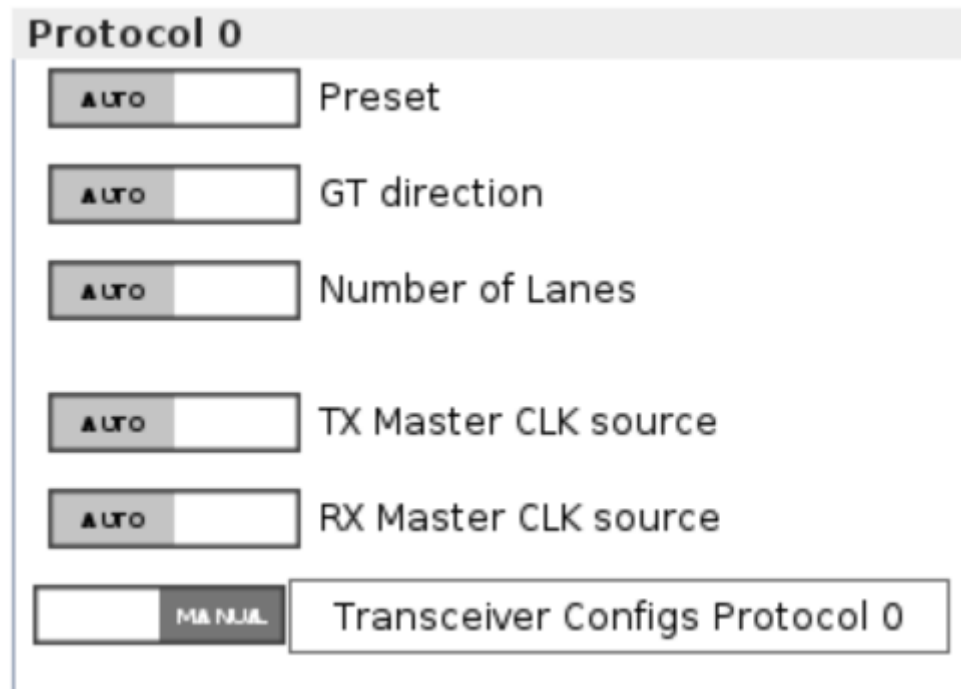 Protocol 0
AUTO Preset
AUTO GT direction
AUTO Number of Lanes
AUTO TX Master CLK source
AUTO RX Master CLK source
MANUAL Transceiver Configs Protocol 0